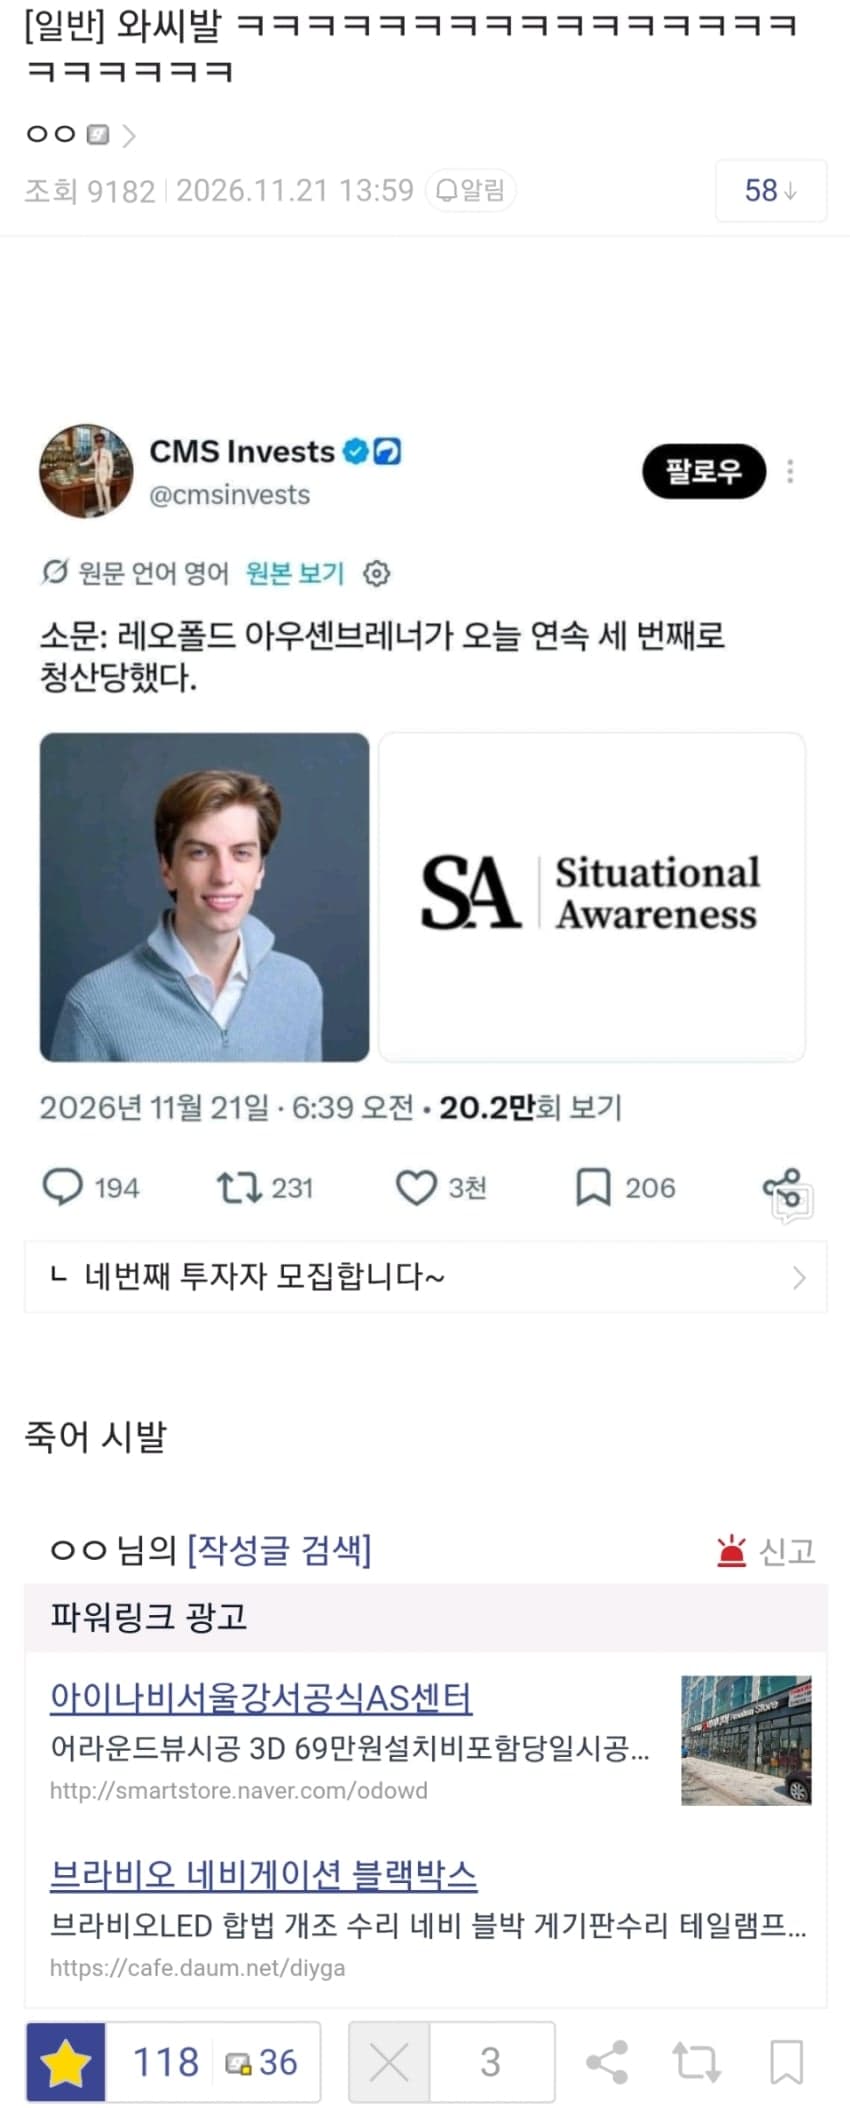 [일반] 와씨발 ㅋㅋㅋㅋㅋㅋㅋㅋㅋㅋㅋㅋㅋㅋㅋㅋ
ㅋㅋㅋㅋㅋㅋ
ㅇㅇ
조회 9182 2026.11.21 13:59 알림
58↓
CMS Invests
@cmsinvests
팔로우
원문 언어 영어 원본 보기
소문: 레오폴드 아우셴브레너가 오늘 연속 세 번째로
청산당했다.
SA Situational
Awareness
2026년 11월 21일 · 6:39 오전 · 20.2만회 보기
194 231 3천 206
ㄴ 네번째 투자자 모집합니다~
죽어 시발
ㅇㅇ 님의 [작성글 검색]
신고
파워링크 광고
아이나비서울강서공식AS센터
어라운드뷰시공 3D 69만원설치비포함당일시공...
http://smartstore.naver.com/odowd
브라비오 네비게이션 블랙박스
브라비오LED 합법 개조 수리 네비 블박 게기판수리 테일램프...
https://cafe.daum.net/diyga
118 36 3